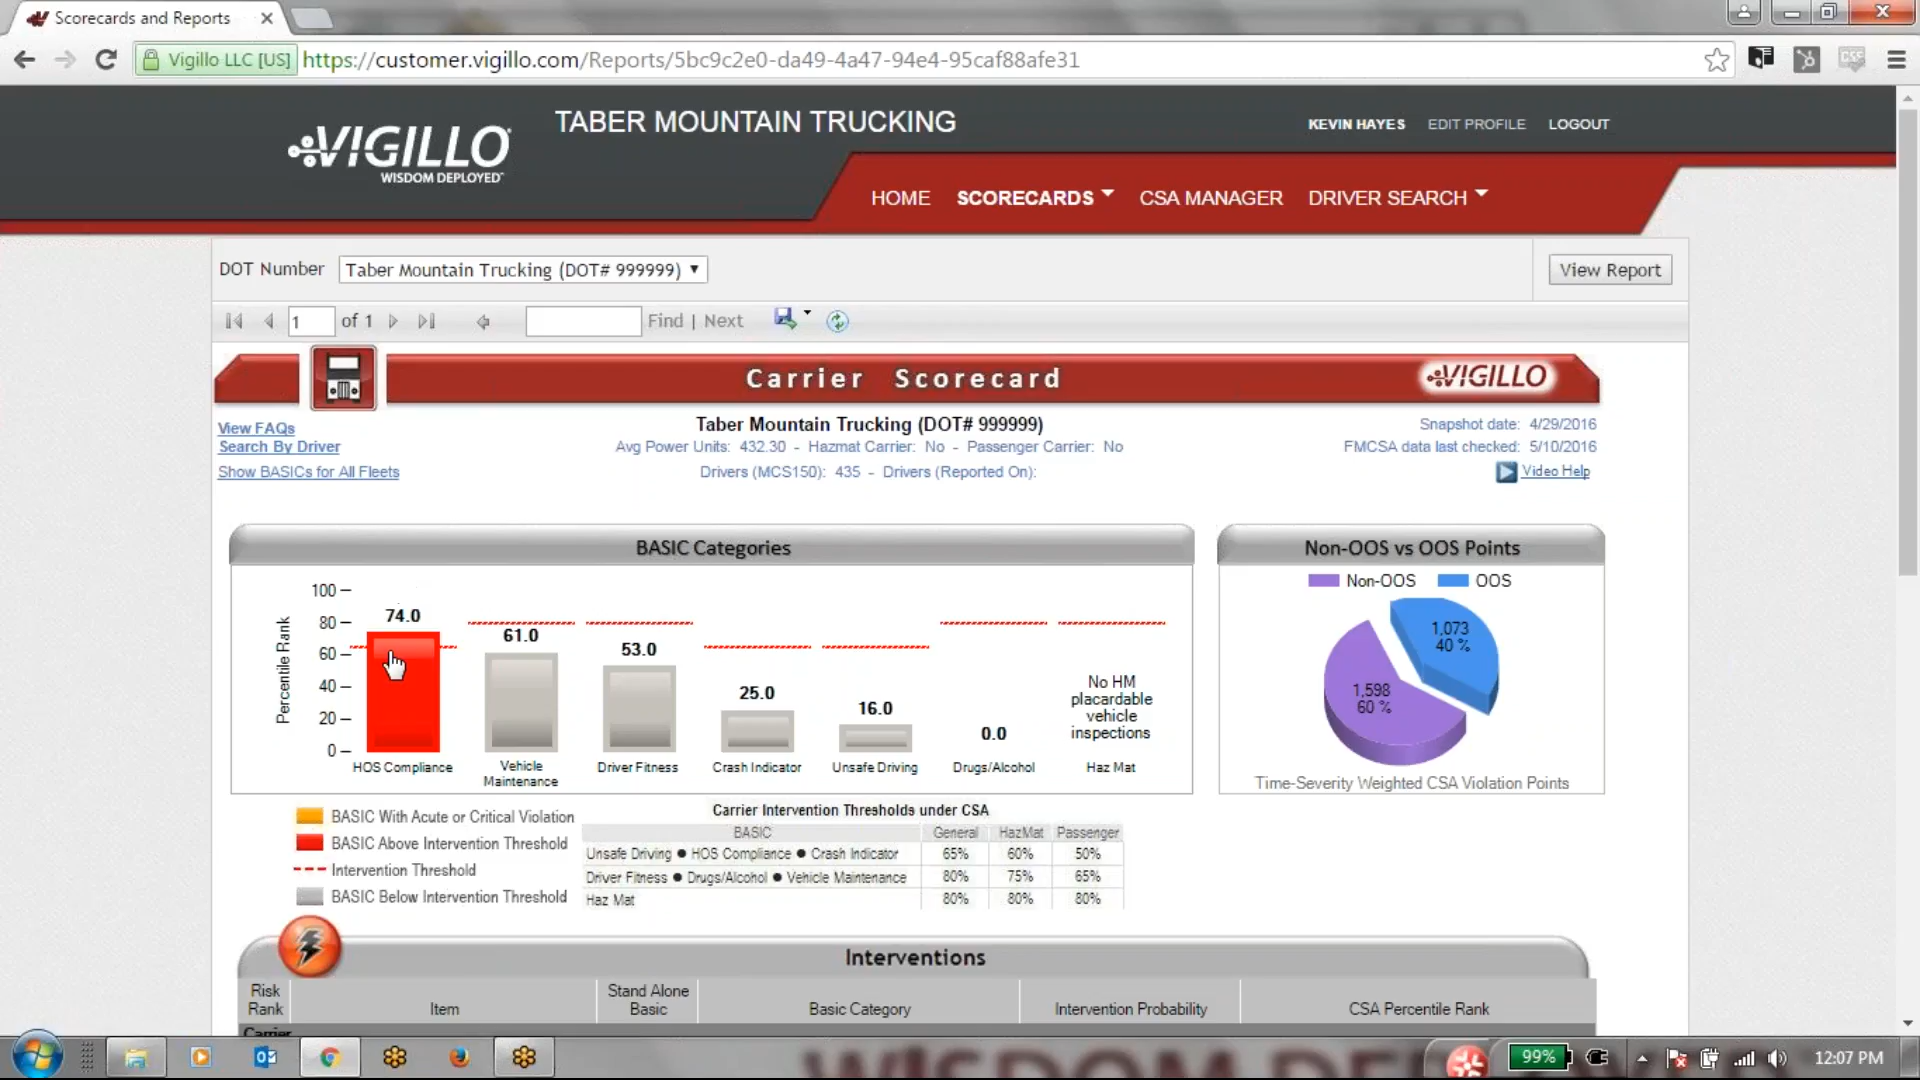 Scorecards and Reports
Vigillo LLC [US]
https://customer.vigillo.com/Reports/5bc9c2e0-da49-4a47-94e4-95caf88afe31
VIGILLO
WISDOM DEPLOYED
TABER MOUNTAIN TRUCKING
KEVIN HAYES EDIT PROFILE LOGOUT
HOME SCORECARDS CSA MANAGER DRIVER SEARCH
DOT Number Taber Mountain Trucking (DOT# 999999) View Report
1 of 1 Find | Next
Carrier Scorecard
VIGILLO
View FAQs
Search By Driver
Show BASICs for All Fleets
Taber Mountain Trucking (DOT# 999999)
Avg Power Units: 432.30 - Hazmat Carrier: No - Passenger Carrier: No
Drivers (MCS150): 435 - Drivers (Reported On):
Snapshot date: 4/29/2016
FMCSA data last checked: 5/10/2016
Video Help
BASIC Categories
Percentile Rank
100
80
60
40
20
0
74.0
61.0
53.0
25.0
16.0
0.0
No HM
placardable
vehicle
inspections
HOS Compliance
Vehicle
Maintenance
Driver Fitness
Crash Indicator
Unsafe Driving
Drugs/Alcohol
Haz Mat
Non-OOS vs OOS Points
Non-OOS OOS
1,073
40 %
1,598
60 %
Time-Severity Weighted CSA Violation Points
BASIC With Acute or Critical Violation
BASIC Above Intervention Threshold
Intervention Threshold
BASIC Below Intervention Threshold
Carrier Intervention Thresholds under CSA
BASIC General HazMat Passenger
Unsafe Driving ● HOS Compliance ● Crash Indicator 65% 60% 50%
Driver Fitness ● Drugs/Alcohol ● Vehicle Maintenance 80% 75% 65%
Haz Mat 80% 80% 80%
Interventions
Risk
Rank
Item
Stand Alone
Basic
Basic Category
Intervention Probability
CSA Percentile Rank
Carrier
99%
12:07 PM